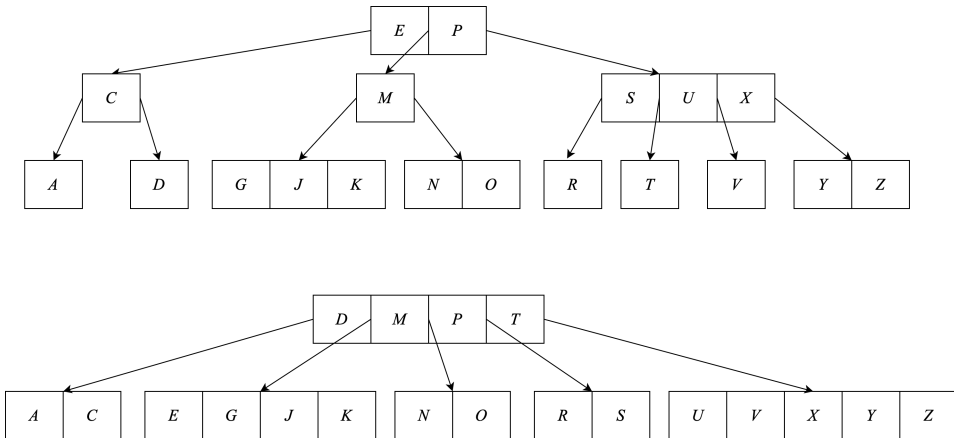 E P
C M S U X
A D G J K N O R T V Y Z
D M P T
A C E G J K N O R S U V X Y Z